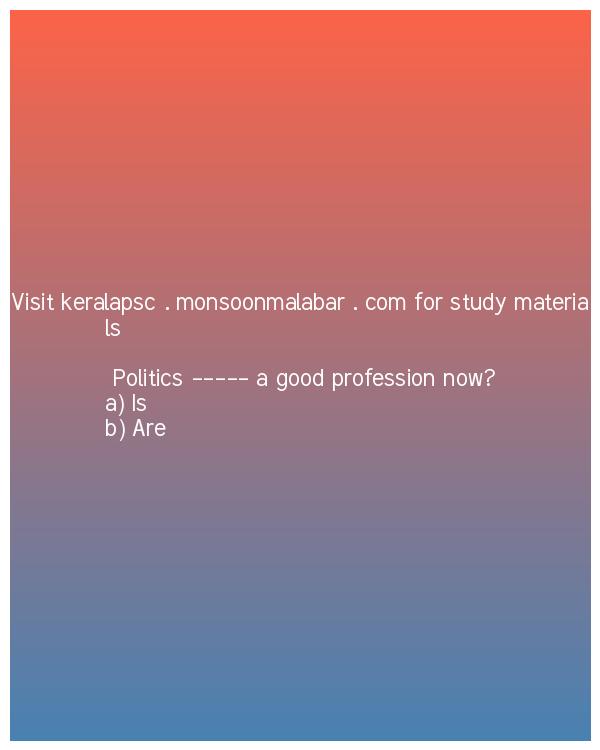 Visit keralapsc . monsoonmalabar . com for study materia
ls
Politics ----- a good profession now?
a) Is
b) Are